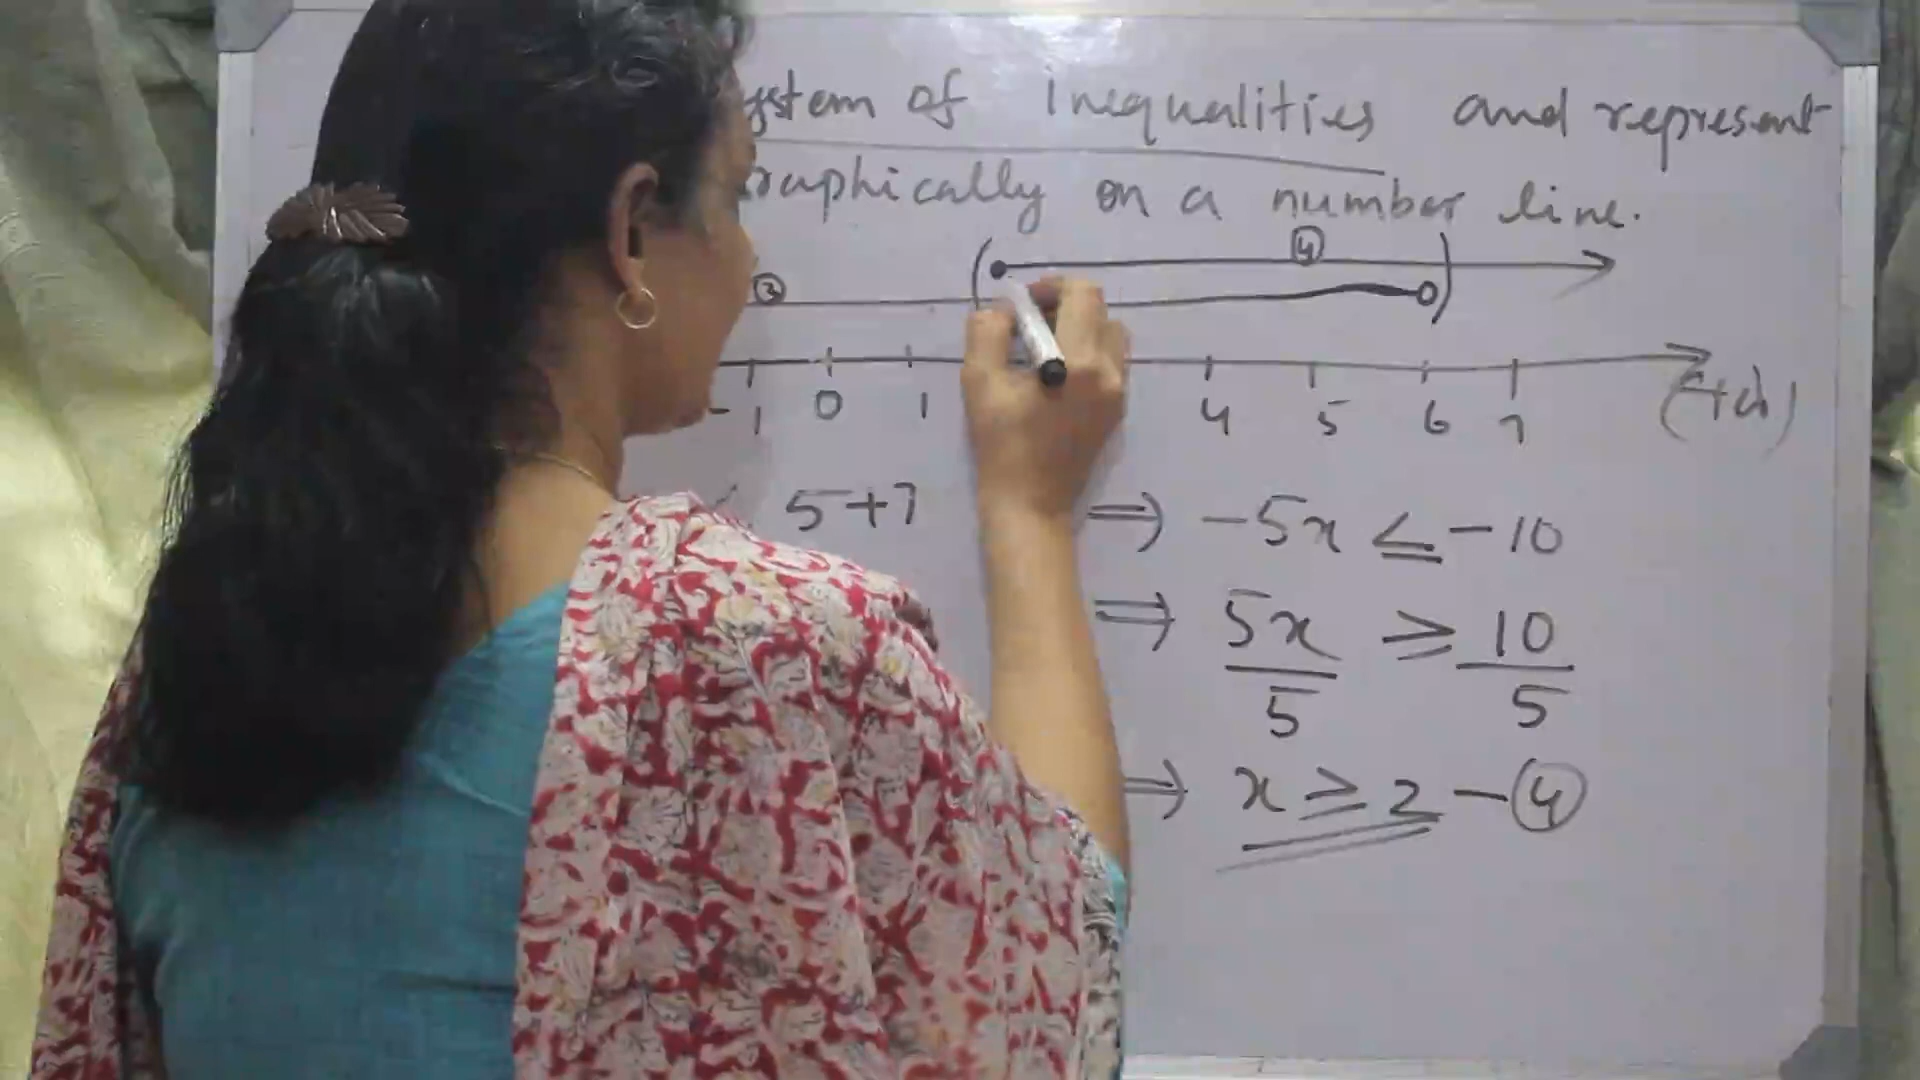 ystem of inequalities and represent
raphically on a number line.
④
③
-1 0 1 4 5 6 7
5+7 ⇒ -5x ≤ -10
⇒ 5x/5 ≥ 10/5
⇒ x ≥ 2 - ④